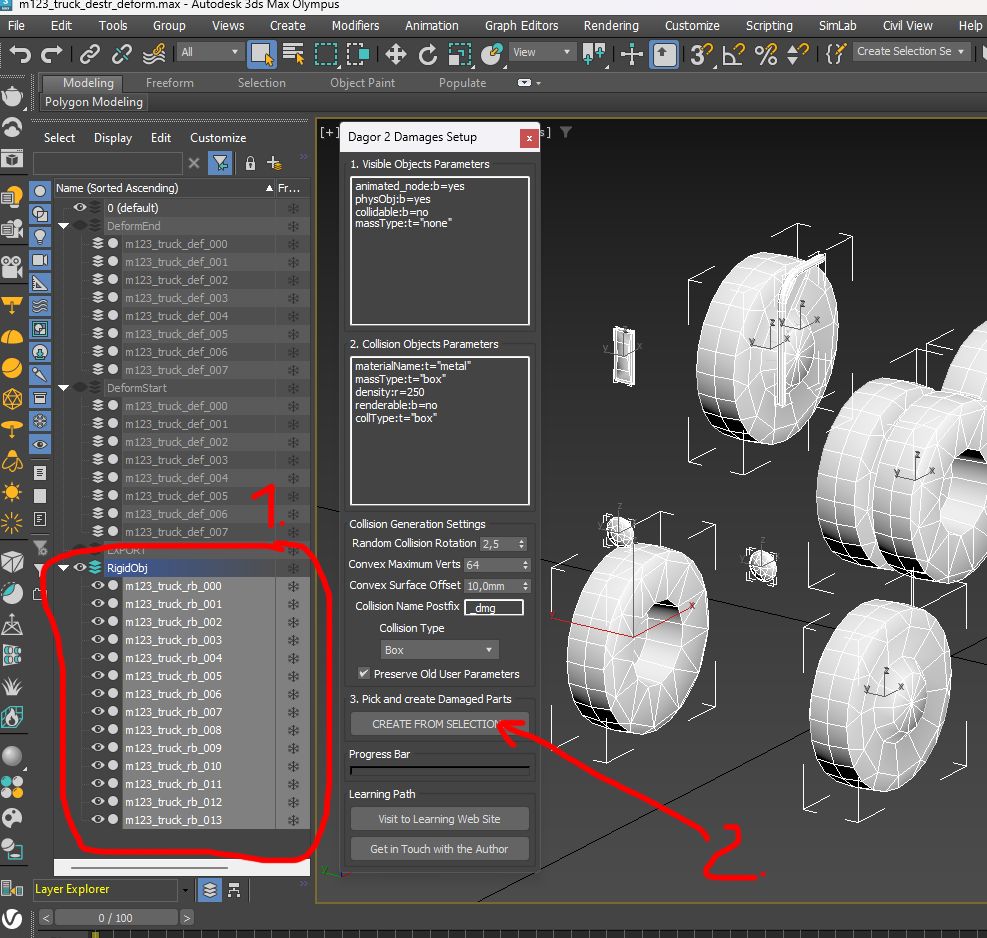 m123_truck_destr_deform.max - Autodesk 3ds Max Olympus
File Edit Tools Group Views Create Modifiers Animation Graph Editors Rendering Customize Scripting SimLab Civil View Help
All View 3 Create Selection Se
Modeling Freeform Selection Object Paint Populate
Polygon Modeling
Select Display Edit Customize
Name (Sorted Ascending) Fr...
0 (default)
DeformEnd
m123_truck_def_000
m123_truck_def_001
m123_truck_def_002
m123_truck_def_003
m123_truck_def_004
m123_truck_def_005
m123_truck_def_006
m123_truck_def_007
DeformStart
m123_truck_def_000
m123_truck_def_001
m123_truck_def_002
m123_truck_def_003
m123_truck_def_004
m123_truck_def_005
m123_truck_def_006
m123_truck_def_007
1.
EXPORT
RigidObj
m123_truck_rb_000
m123_truck_rb_001
m123_truck_rb_002
m123_truck_rb_003
m123_truck_rb_004
m123_truck_rb_005
m123_truck_rb_006
m123_truck_rb_007
m123_truck_rb_008
m123_truck_rb_009
m123_truck_rb_010
m123_truck_rb_011
m123_truck_rb_012
m123_truck_rb_013
Layer Explorer
< 0 / 100 >
[+]
Dagor 2 Damages Setup x
1. Visible Objects Parameters
animated_node:b=yes
physObj:b=yes
collidable:b=no
massType:t="none"
2. Collision Objects Parameters
materialName:t="metal"
massType:t="box"
density:r=250
renderable:b=no
collType:t="box"
Collision Generation Settings
Random Collision Rotation 2,5
Convex Maximum Verts 64
Convex Surface Offset 10,0mm
Collision Name Postfix _dmg
Collision Type
Box
Preserve Old User Parameters
3. Pick and create Damaged Parts
CREATE FROM SELECTION
Progress Bar
Learning Path
Visit to Learning Web Site
Get in Touch with the Author
2.